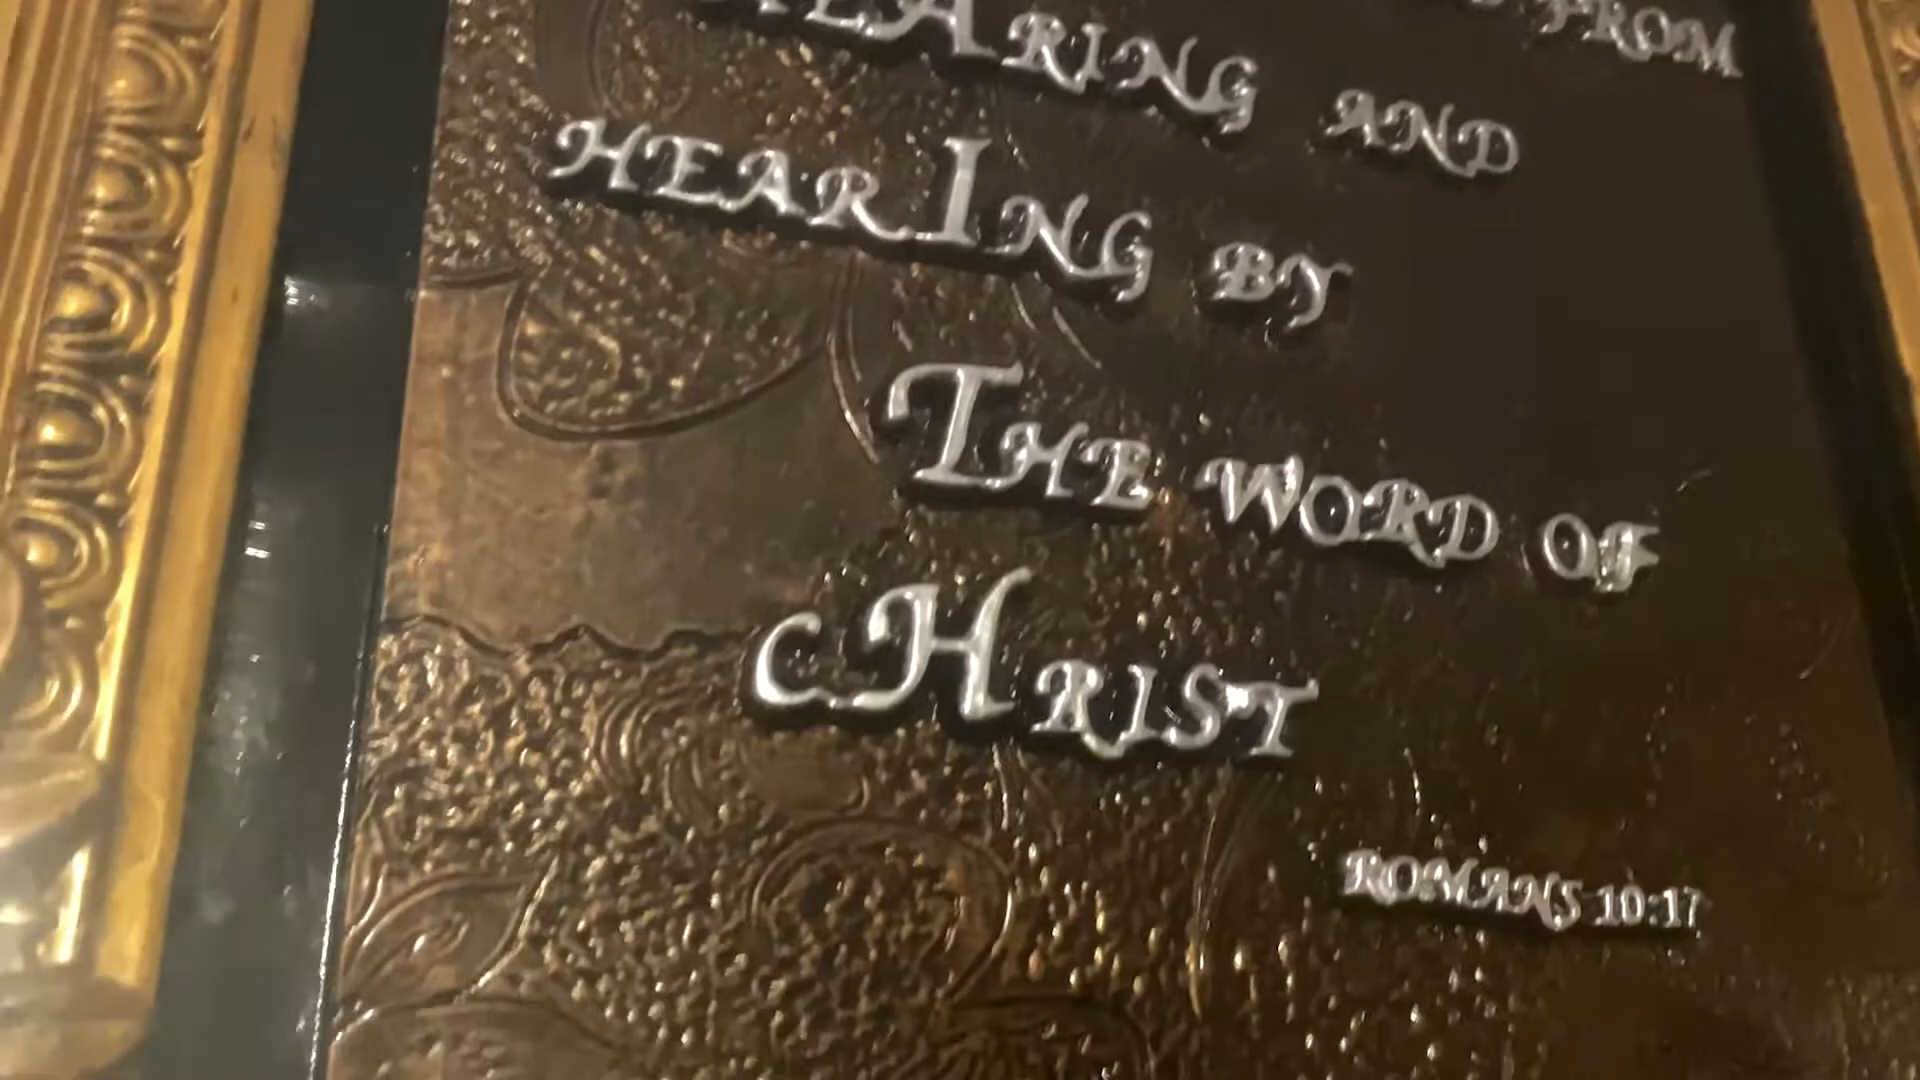 FROM
HEARING AND
HEARING BY
THE WORD OF
CHRIST
ROMANS 10:17